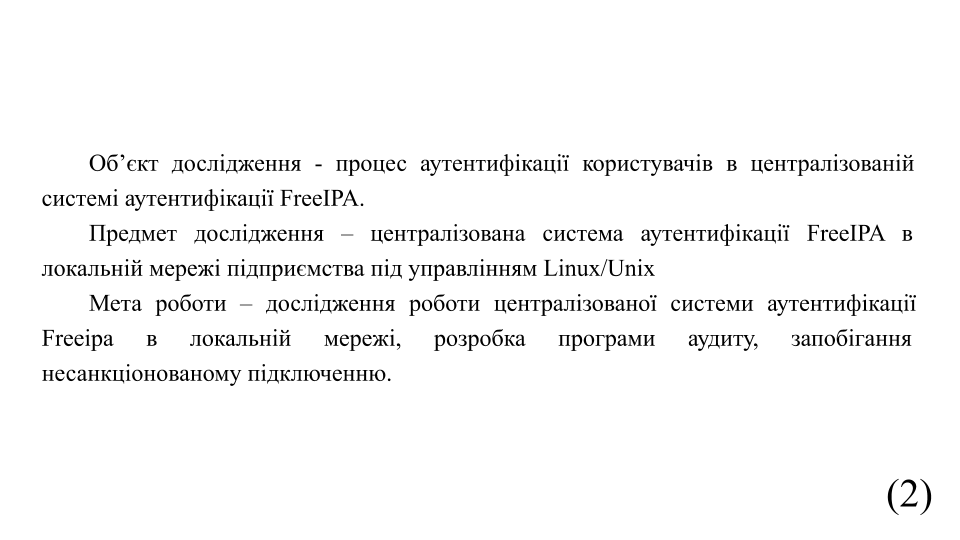 Об’єкт дослідження - процес аутентифікації користувачів в централізованій
системі аутентифікації FreeIPA.
Предмет дослідження – централізована система аутентифікації FreeIPA в
локальній мережі підприємства під управлінням Linux/Unix
Мета роботи – дослідження роботи централізованої системи аутентифікації
Freeipa в локальній мережі, розробка програми аудиту, запобігання
несанкціонованому підключенню.
(2)